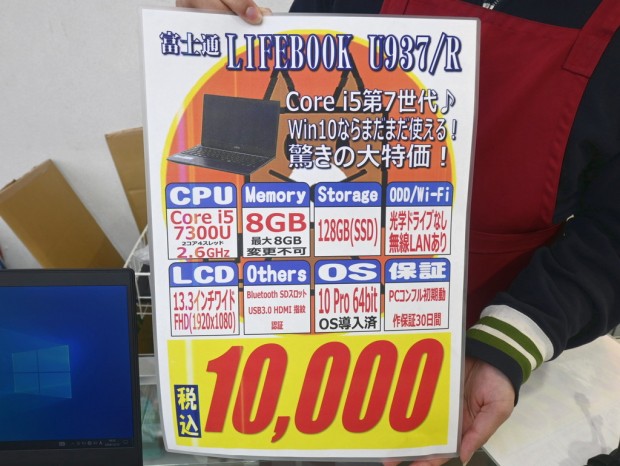 富士通 LIFEBOOK U937/R
Core i5第7世代♪
Win10ならまだまだ使える!
驚きの大特価!
CPU
Core i5
7300U
2コア4スレッド
2.6GHz
Memory
8GB
最大8GB
変更不可
Storage
128GB(SSD)
ODD/Wi-Fi
光学ドライブなし
無線LANあり
LCD
13.3インチワイド
FHD(1920x1080)
Others
Bluetooth SDスロット
USB3.0 HDMI 指紋
認証
OS
10 Pro 64bit
OS導入済
保証
PCコンフル初期動
作保証30日間
税込 10,000